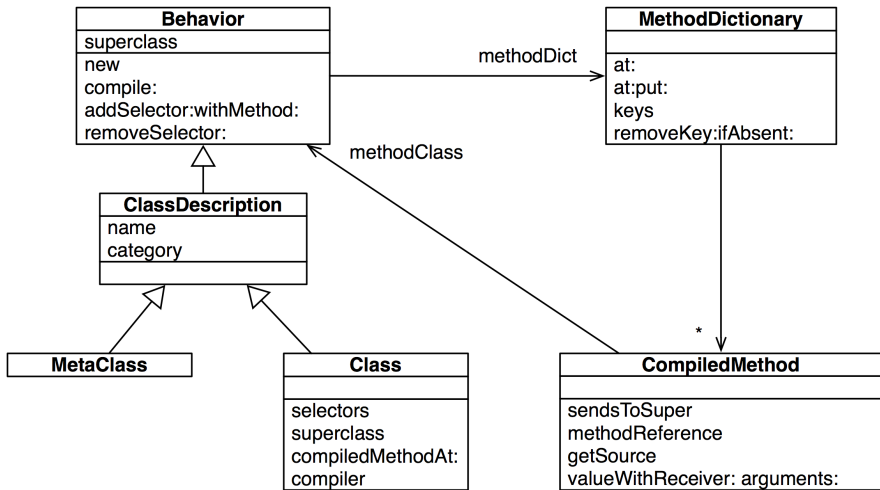 Behavior
superclass
new
compile:
addSelector:withMethod:
removeSelector:
methodDict
MethodDictionary
at:
at:put:
keys
removeKey:ifAbsent:
methodClass
ClassDescription
name
category
*
MetaClass
Class
selectors
superclass
compiledMethodAt:
compiler
CompiledMethod
sendsToSuper
methodReference
getSource
valueWithReceiver: arguments: